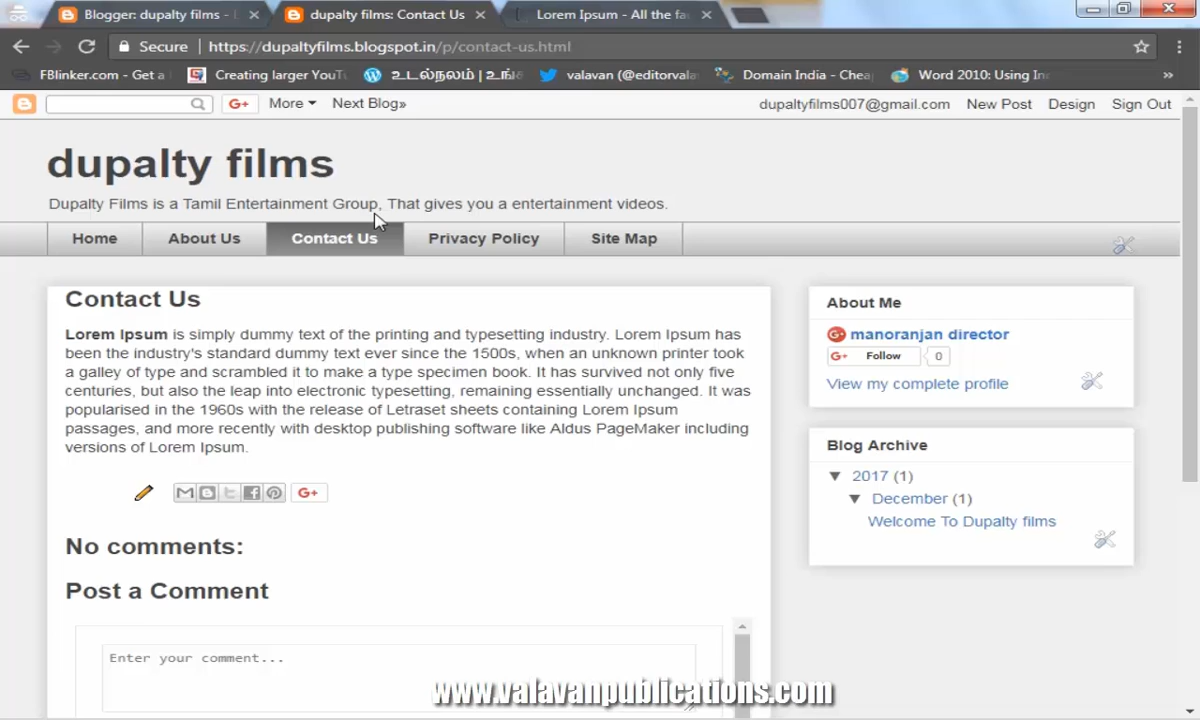 Blogger: dupalty films -
dupalty films: Contact Us
Lorem Ipsum - All the fa
Secure
https://dupaltyfilms.blogspot.in/p/contact-us.html
FBlinker.com - Get a
Creating larger YouTu
உடல்நலம் | உங்க
valavan (@editorvala
Domain India - Cheap
Word 2010: Using In
G+
More
Next Blog»
dupaltyfilms007@gmail.com
New Post
Design
Sign Out
dupalty films
Dupalty Films is a Tamil Entertainment Group, That gives you a entertainment videos.
Home
About Us
Contact Us
Privacy Policy
Site Map
Contact Us
Lorem Ipsum is simply dummy text of the printing and typesetting industry. Lorem Ipsum has
been the industry's standard dummy text ever since the 1500s, when an unknown printer took
a galley of type and scrambled it to make a type specimen book. It has survived not only five
centuries, but also the leap into electronic typesetting, remaining essentially unchanged. It was
popularised in the 1960s with the release of Letraset sheets containing Lorem Ipsum
passages, and more recently with desktop publishing software like Aldus PageMaker including
versions of Lorem Ipsum.
G+
No comments:
Post a Comment
Enter your comment...
About Me
manoranjan director
G+ Follow 0
View my complete profile
Blog Archive
▼ 2017 (1)
▼ December (1)
Welcome To Dupalty films
www.valavanpublications.com